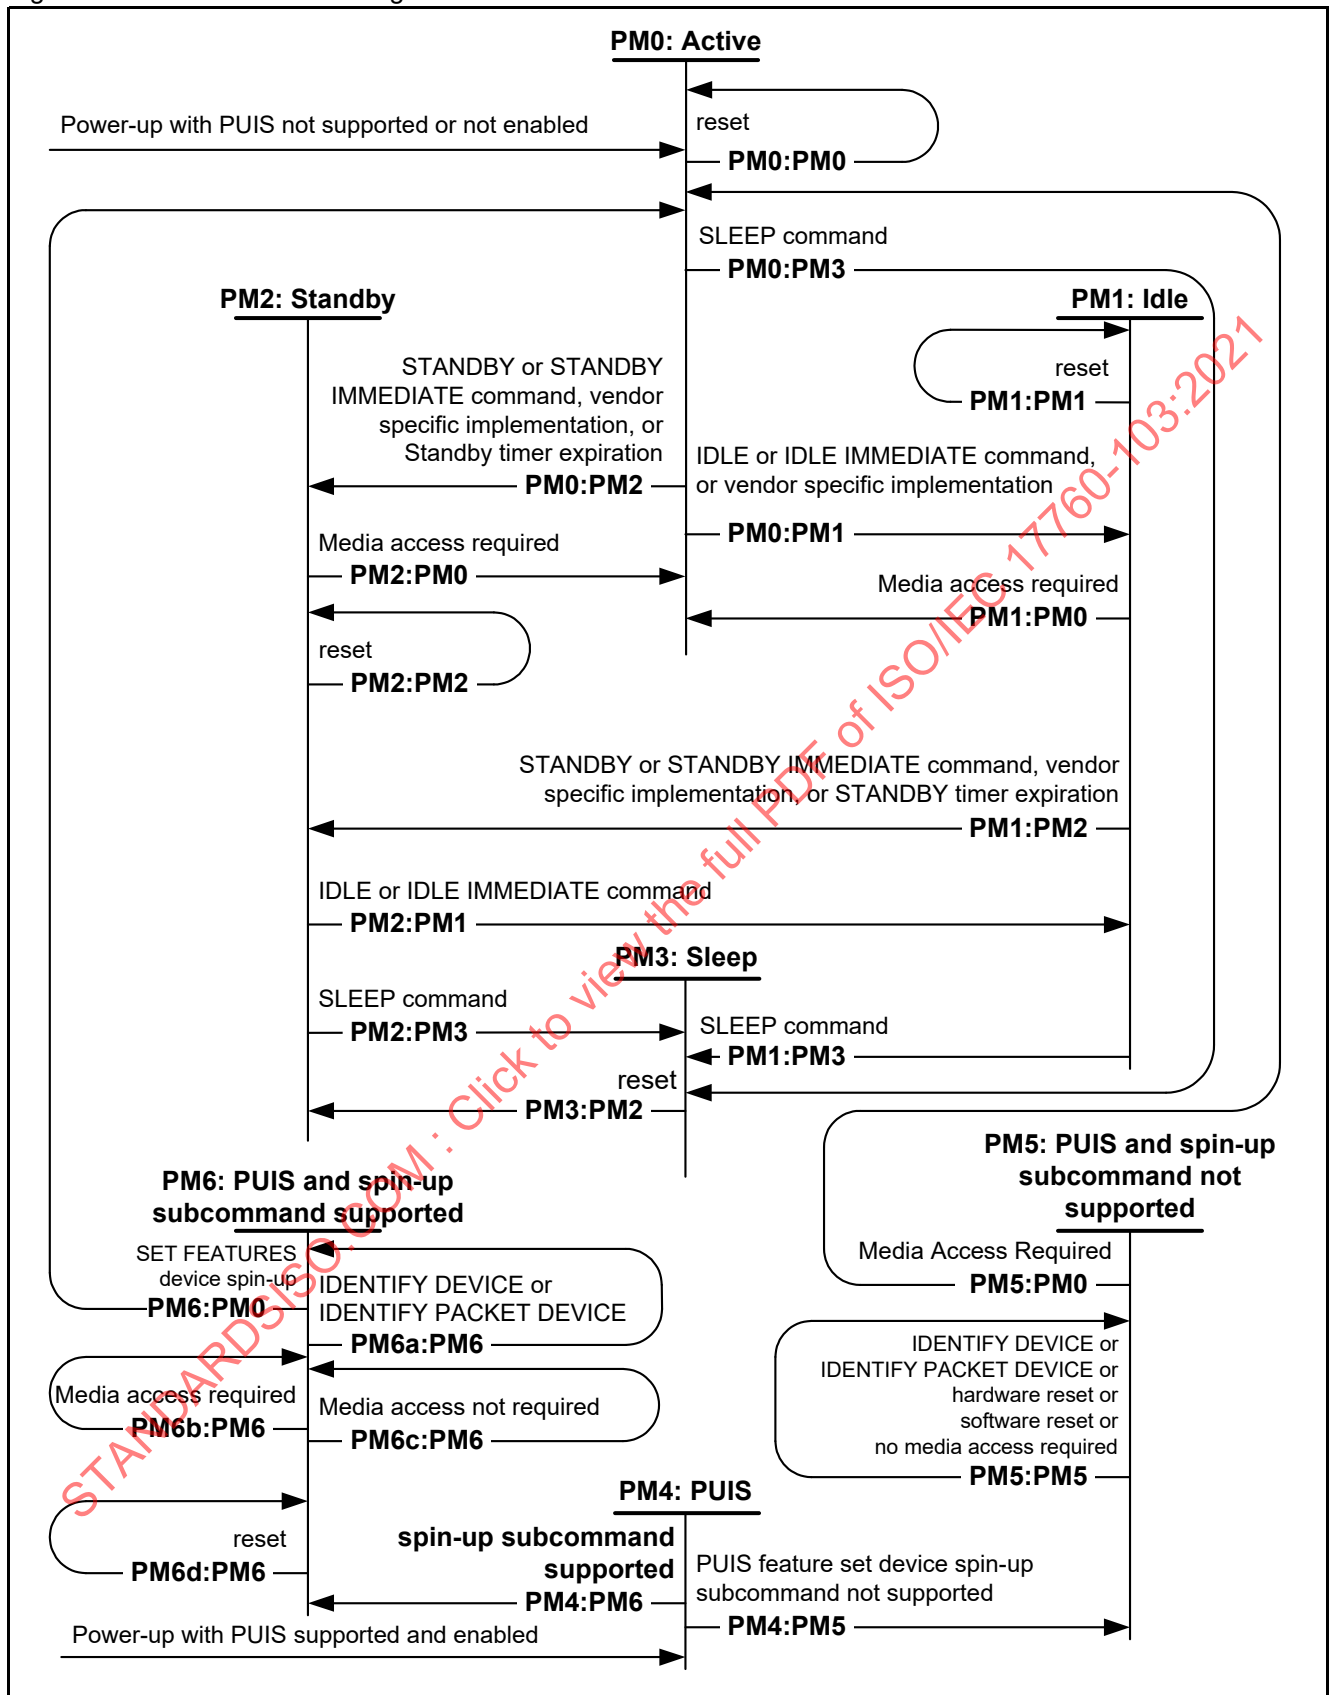 PM0: Active
reset
Power-up with PUIS not supported or not enabled
PM0:PM0
SLEEP command
PM0:PM3
PM2: Standby
PM1: Idle
STANDBY or STANDBY
IMMEDIATE command, vendor
specific implementation, or
Standby timer expiration
PM0:PM2
reset
PM1:PM1
IDLE or IDLE IMMEDIATE command,
or vendor specific implementation
PM0:PM1
Media access required
PM2:PM0
Media access required
PM1:PM0
reset
PM2:PM2
STANDBY or STANDBY IMMEDIATE command, vendor
specific implementation, or STANDBY timer expiration
PM1:PM2
IDLE or IDLE IMMEDIATE command
PM2:PM1
PM3: Sleep
SLEEP command
PM2:PM3
SLEEP command
PM1:PM3
reset
PM3:PM2
PM5: PUIS and spin-up
subcommand not
supported
PM6: PUIS and spin-up
subcommand supported
SET FEATURES
device spin-up
PM6:PM0
IDENTIFY DEVICE or
IDENTIFY PACKET DEVICE
PM6a:PM6
Media Access Required
PM5:PM0
IDENTIFY DEVICE or
IDENTIFY PACKET DEVICE or
hardware reset or
software reset or
no media access required
PM5:PM5
Media access required
PM6b:PM6
Media access not required
PM6c:PM6
PM4: PUIS
reset
PM6d:PM6
spin-up subcommand
supported
PM4:PM6
PUIS feature set device spin-up
subcommand not supported
PM4:PM5
Power-up with PUIS supported and enabled
STANDARDSISO.COM : Click to view the full PDF of ISO/IEC 17760-103:2021